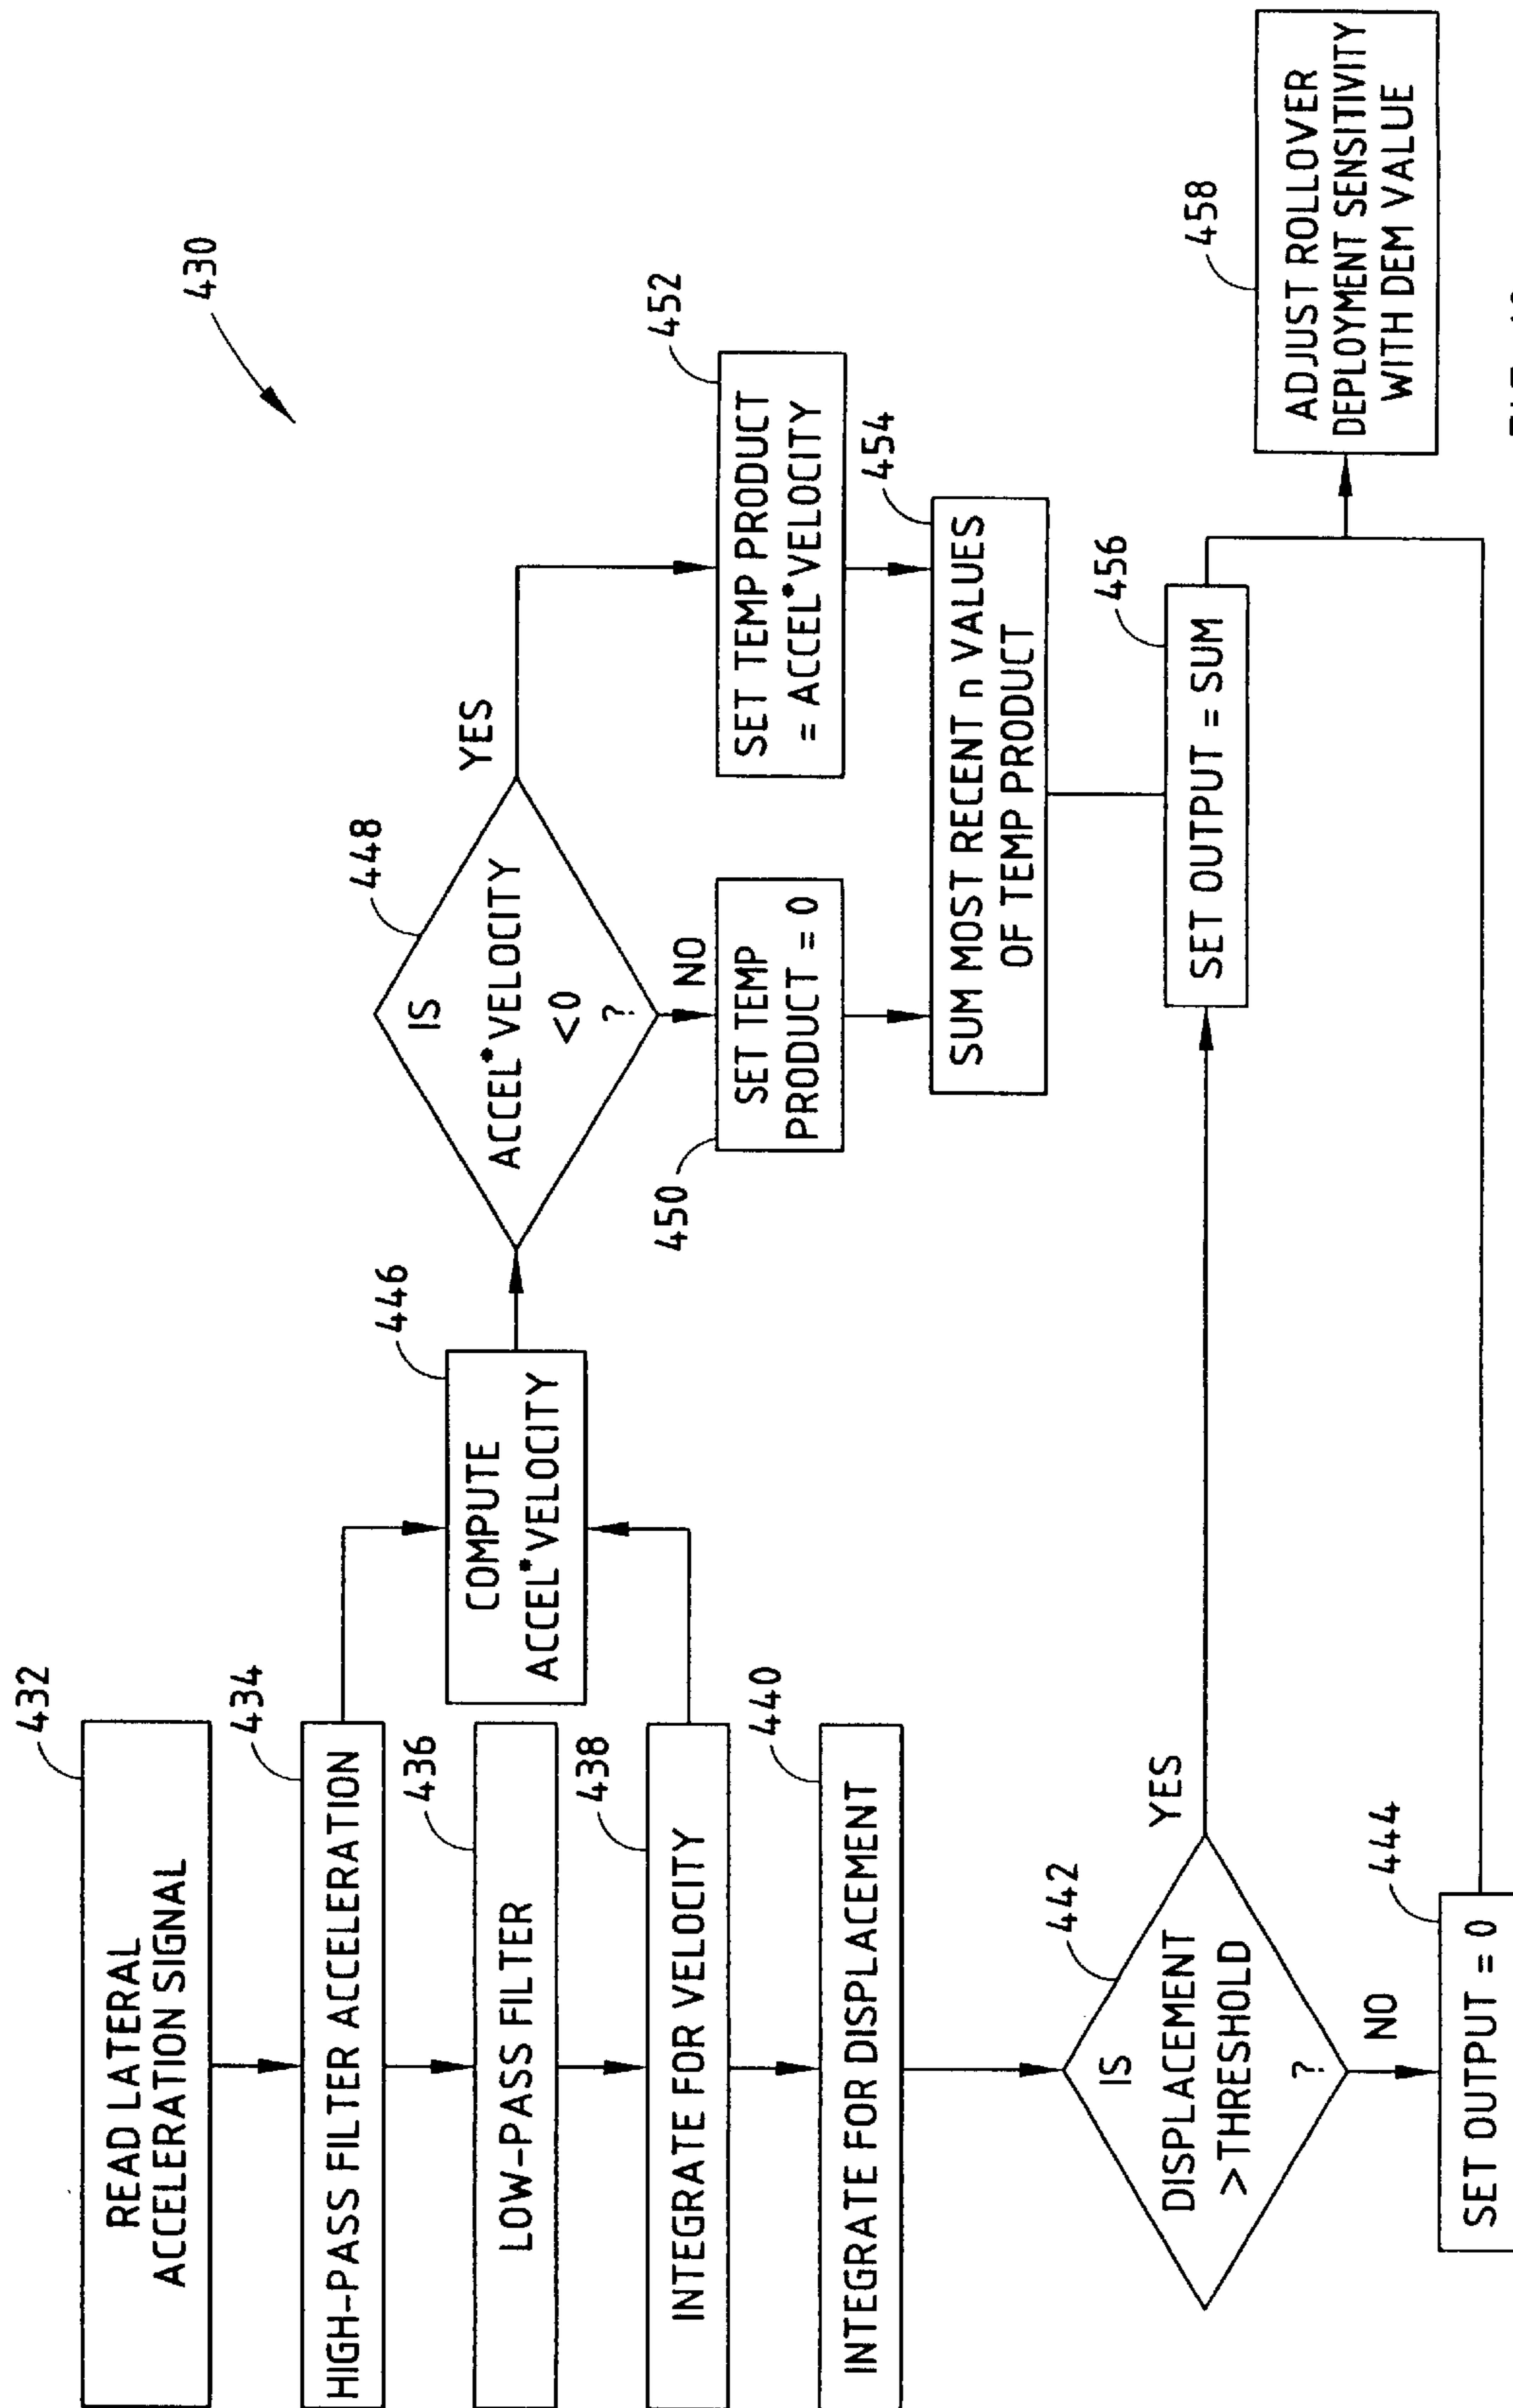 430
432
READ LATERAL
ACCELERATION SIGNAL
434
HIGH-PASS FILTER ACCELERATION
436
LOW-PASS FILTER
438
INTEGRATE FOR VELOCITY
440
INTEGRATE FOR DISPLACEMENT
442
IS
DISPLACEMENT
>THRESHOLD
?
YES
NO
444
SET OUTPUT = 0
446
COMPUTE
ACCEL*VELOCITY
448
IS
ACCEL*VELOCITY
<0
?
YES
NO
450
SET TEMP
PRODUCT = 0
452
SET TEMP PRODUCT
= ACCEL*VELOCITY
454
SUM MOST RECENT n VALUES
OF TEMP PRODUCT
456
SET OUTPUT = SUM
458
ADJUST ROLLOVER
DEPLOYMENT SENSITIVITY
WITH DEM VALUE